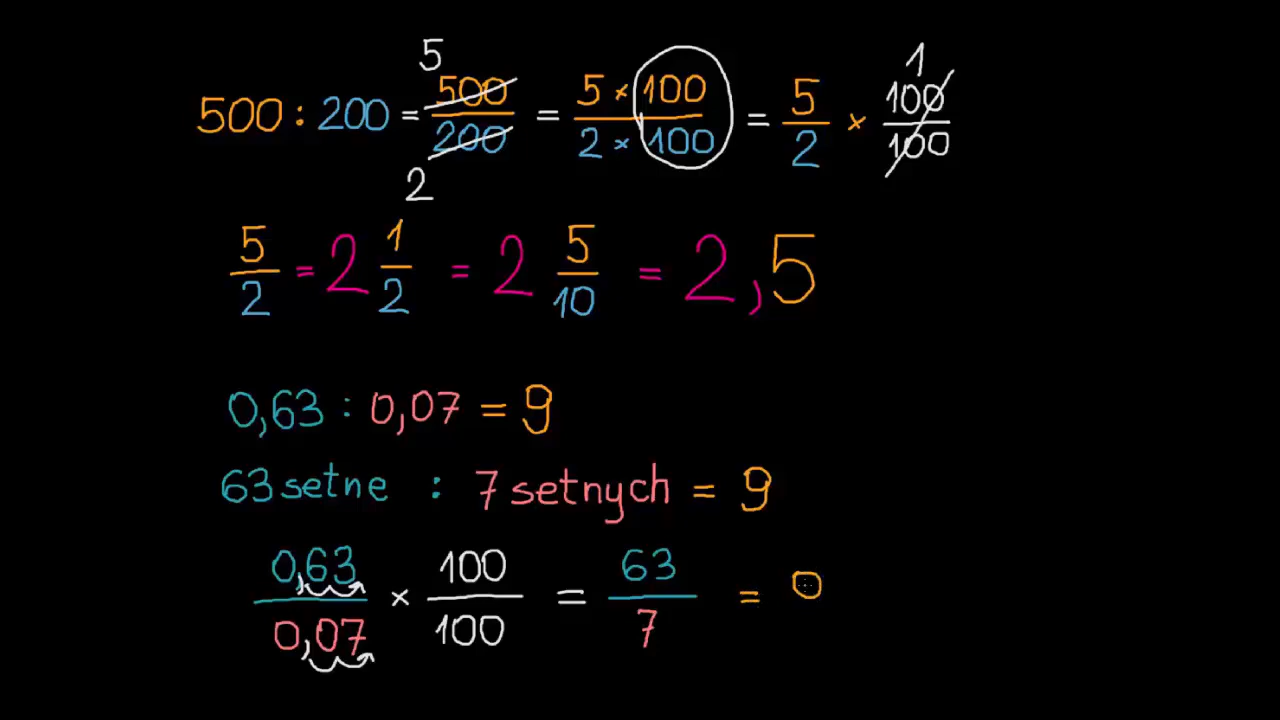 500 : 200 = 5 500/200 2 = 5 × 100/2 × 100 = 5/2 × 1 100/100
5/2 = 2 1/2 = 2 5/10 = 2,5
0,63 : 0,07 = 9
63 setne : 7 setnych = 9
0,63/0,07 × 100/100 = 63/7 =